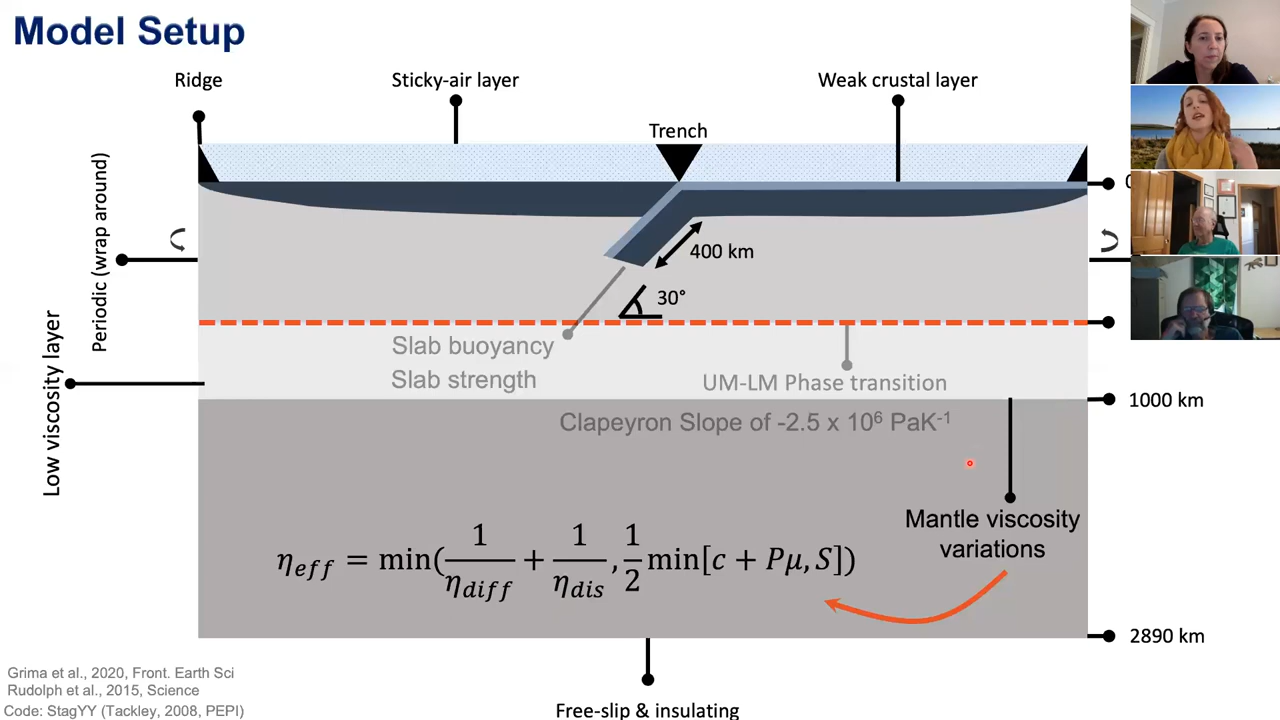 Model Setup
Ridge
Sticky-air layer
Weak crustal layer
Trench
0
Periodic (wrap around)
400 km
30°
Low viscosity layer
Slab buoyancy
Slab strength
UM-LM Phase transition
1000 km
Clapeyron Slope of -2.5 x 10⁶ PaK⁻¹
Mantle viscosity
variations
η_eff = min(1/η_diff + 1/η_dis, 1/2 min[c + Pμ, S])
2890 km
Grima et al., 2020, Front. Earth Sci
Rudolph et al., 2015, Science
Code: StagYY (Tackley, 2008, PEPI)
Free-slip & insulating